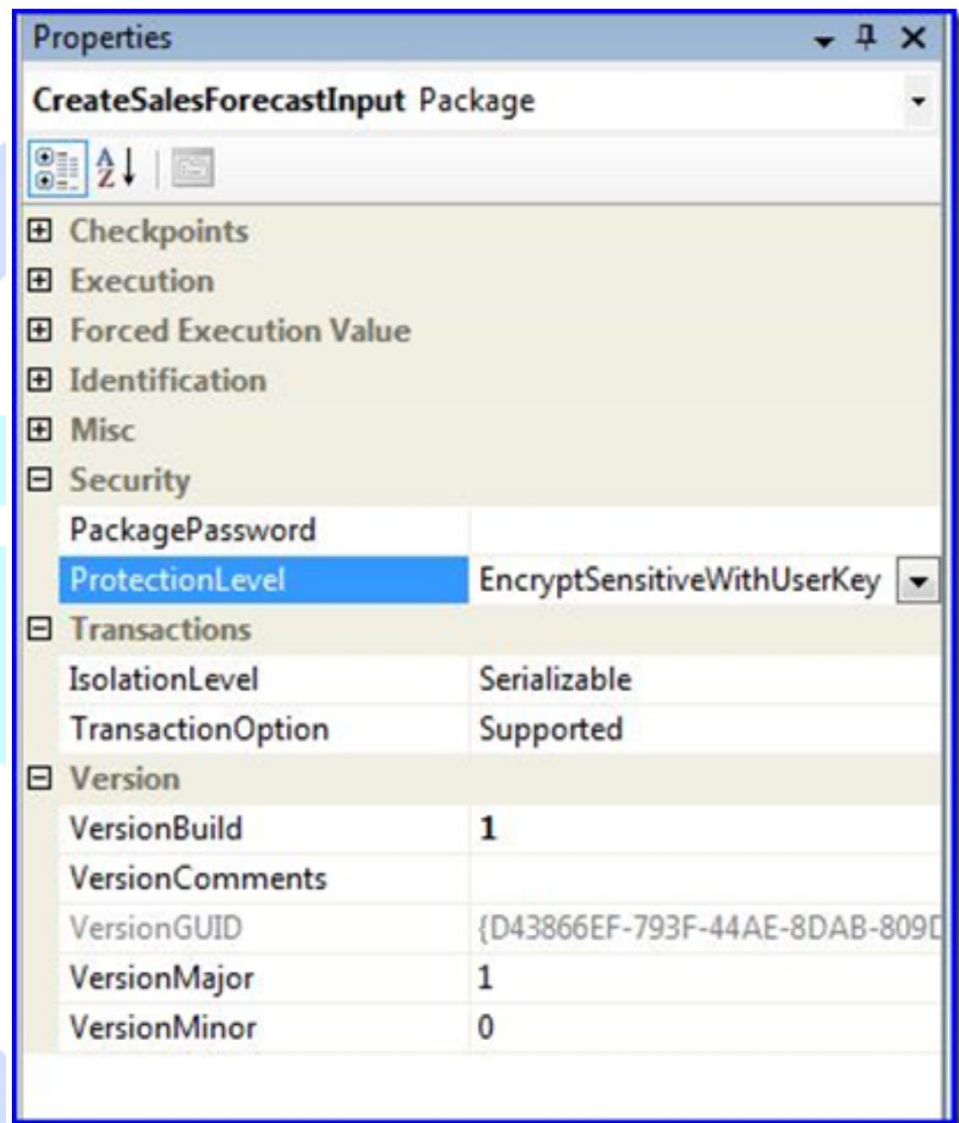 Properties
CreateSalesForecastInput Package
Checkpoints
Execution
Forced Execution Value
Identification
Misc
Security
PackagePassword
ProtectionLevel EncryptSensitiveWithUserKey
Transactions
IsolationLevel Serializable
TransactionOption Supported
Version
VersionBuild 1
VersionComments
VersionGUID {D43866EF-793F-44AE-8DAB-809D
VersionMajor 1
VersionMinor 0